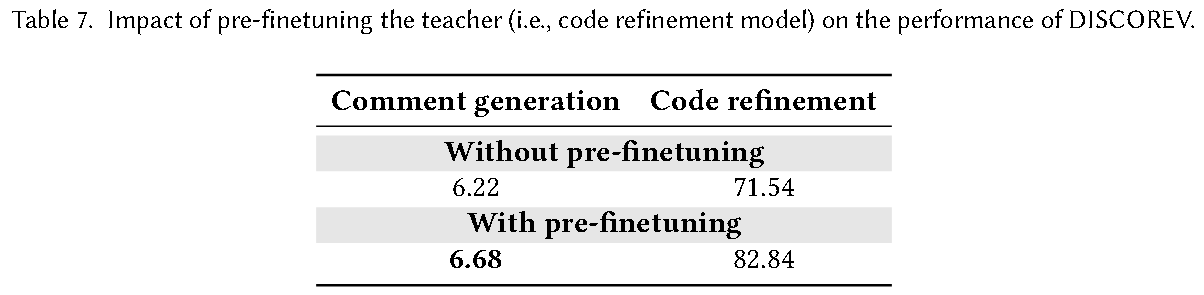 Table 7. Impact of pre-finetuning the teacher (i.e., code refinement model) on the performance of DISCOREV.
Comment generation Code refinement
Without pre-finetuning
6.22 71.54
With pre-finetuning
6.68 82.84